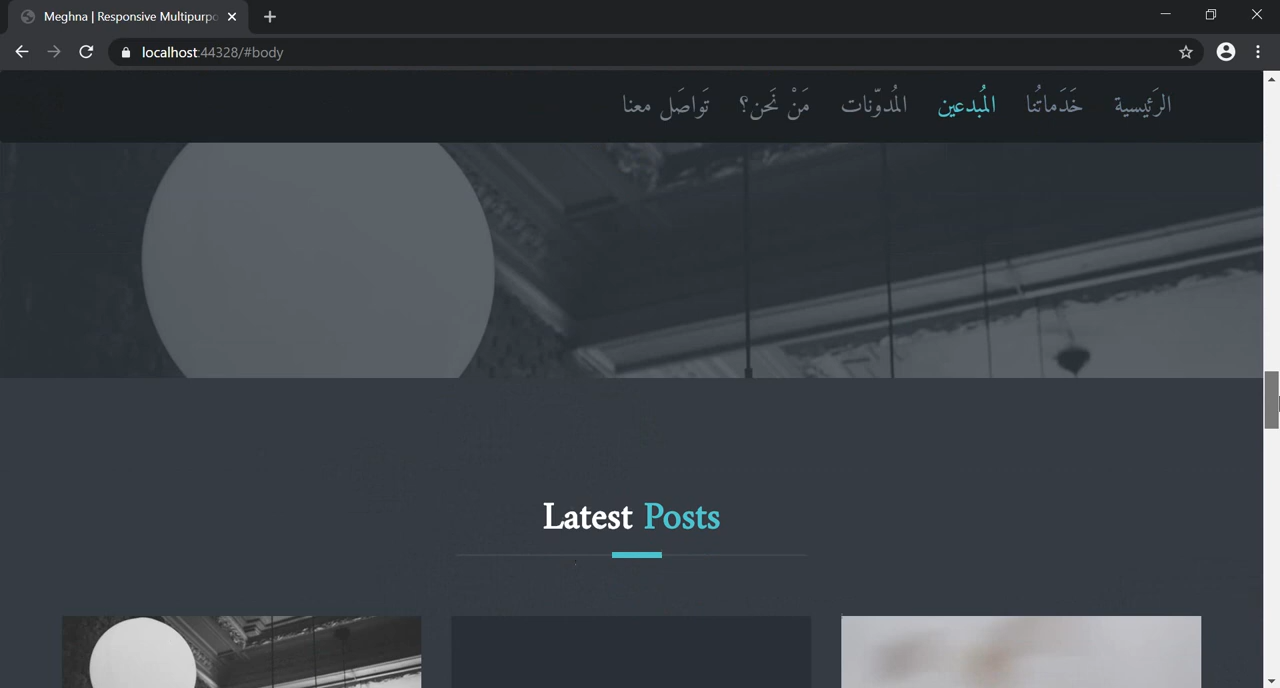 Meghna | Responsive Multipurpo
localhost:44328/#body
الرَئيسية خَدَماتُنا المُبدعين المُدوّنات مَنْ نَحن؟ تَواصَل معنا
Latest Posts